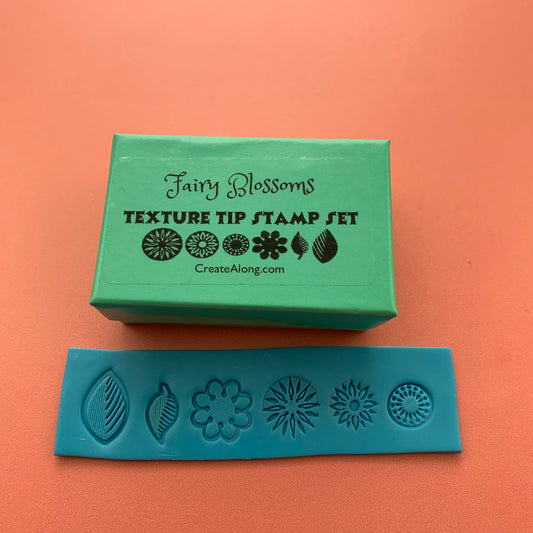 Fairy Blossoms
TEXTURE TIP STAMP SET
CreateAlong.com